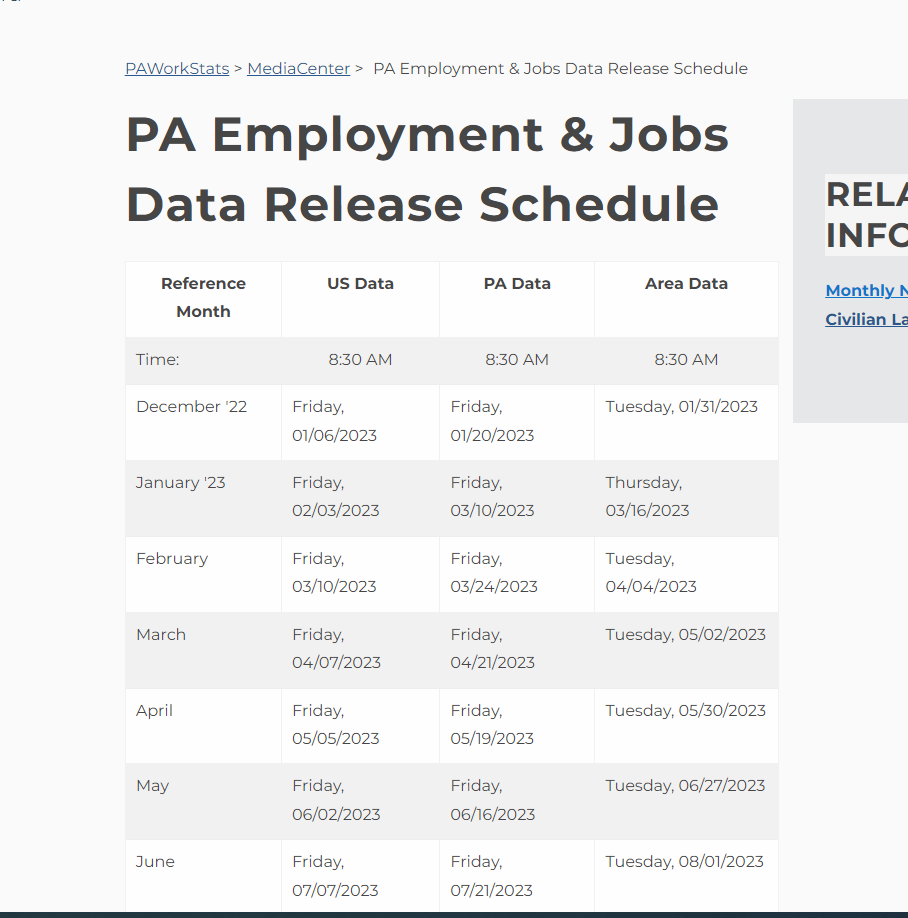 PAWorkStats > MediaCenter > PA Employment & Jobs Data Release Schedule
PA Employment & Jobs
Data Release Schedule
Reference Month US Data PA Data Area Data
Time: 8:30 AM 8:30 AM 8:30 AM
December '22 Friday, 01/06/2023 Friday, 01/20/2023 Tuesday, 01/31/2023
January '23 Friday, 02/03/2023 Friday, 03/10/2023 Thursday, 03/16/2023
February Friday, 03/10/2023 Friday, 03/24/2023 Tuesday, 04/04/2023
March Friday, 04/07/2023 Friday, 04/21/2023 Tuesday, 05/02/2023
April Friday, 05/05/2023 Friday, 05/19/2023 Tuesday, 05/30/2023
May Friday, 06/02/2023 Friday, 06/16/2023 Tuesday, 06/27/2023
June Friday, 07/07/2023 Friday, 07/21/2023 Tuesday, 08/01/2023
Monthly
Civilian